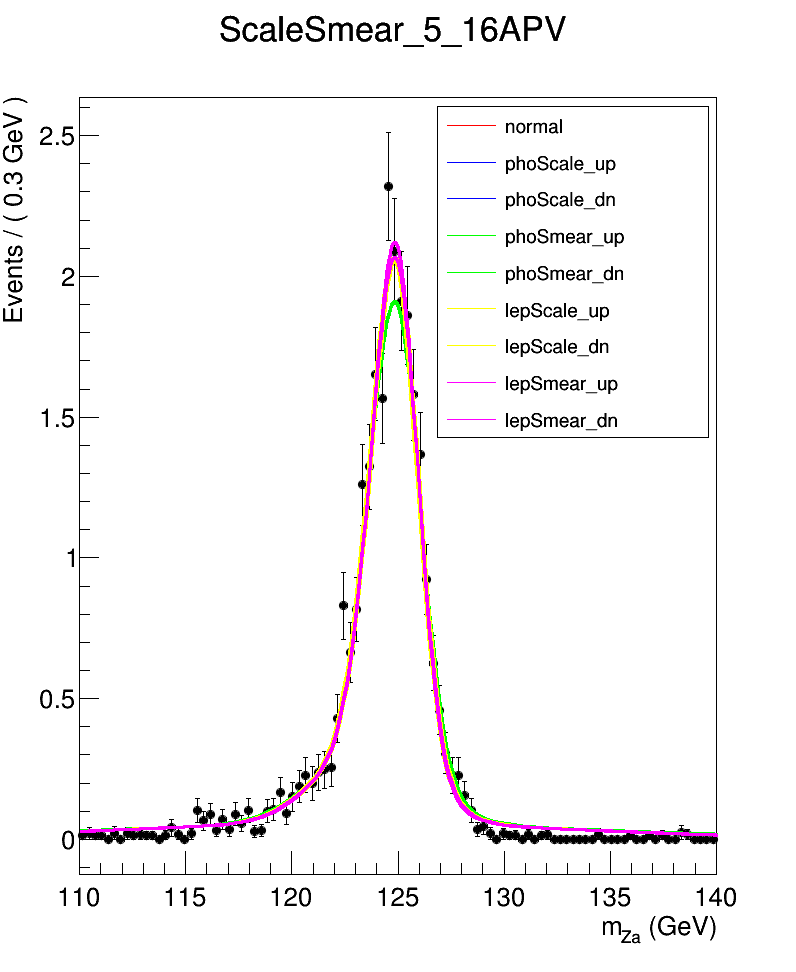 ScaleSmear_5_16APV
Events / ( 0.3 GeV )
2.5
2
1.5
1
0.5
0
normal
phoScale_up
phoScale_dn
phoSmear_up
phoSmear_dn
lepScale_up
lepScale_dn
lepSmear_up
lepSmear_dn
110 115 120 125 130 135 140
m_Za (GeV)